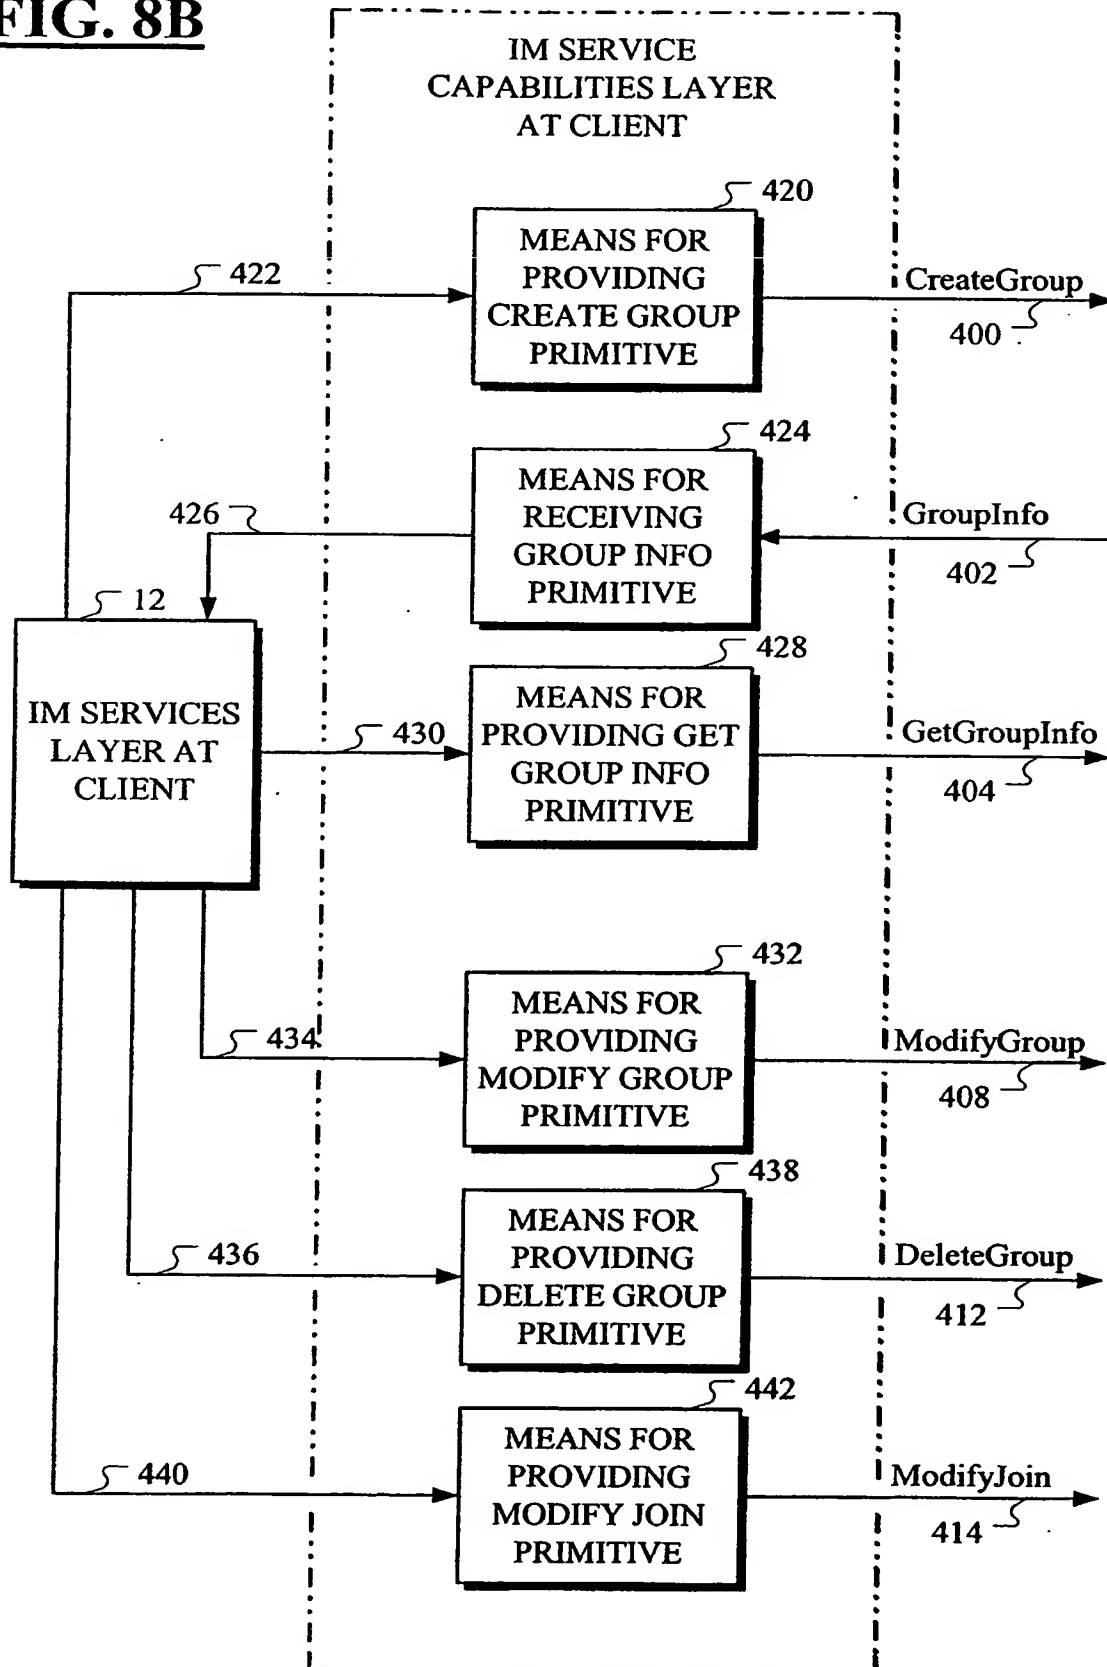 FIG. 8B
IM SERVICE
CAPABILITIES LAYER
AT CLIENT
420
MEANS FOR
PROVIDING
CREATE GROUP
PRIMITIVE
422
CreateGroup
400
424
MEANS FOR
RECEIVING
GROUP INFO
PRIMITIVE
426
GroupInfo
402
12
IM SERVICES
LAYER AT
CLIENT
428
MEANS FOR
PROVIDING GET
GROUP INFO
PRIMITIVE
430
GetGroupInfo
404
432
MEANS FOR
PROVIDING
MODIFY GROUP
PRIMITIVE
434
ModifyGroup
408
438
MEANS FOR
PROVIDING
DELETE GROUP
PRIMITIVE
436
DeleteGroup
412
442
MEANS FOR
PROVIDING
MODIFY JOIN
PRIMITIVE
440
ModifyJoin
414